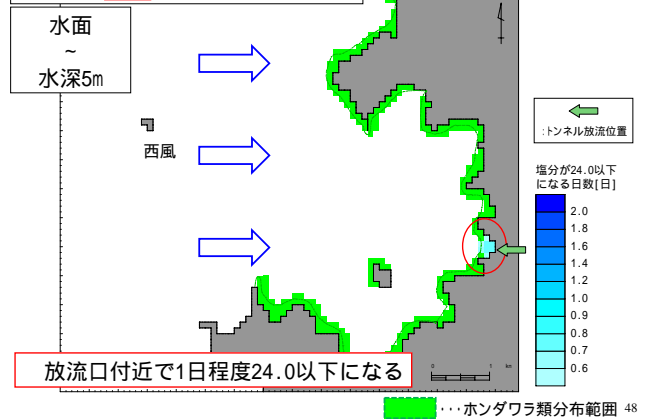 水面
~
水深5m
西風
:トンネル放流位置
塩分が24.0以下
になる日数[日]
2.0
1.8
1.6
1.4
1.2
1.0
0.9
0.8
0.7
0.6
0 1 km
放流口付近で1日程度24.0以下になる
・・・ホンダワラ類分布範囲 48